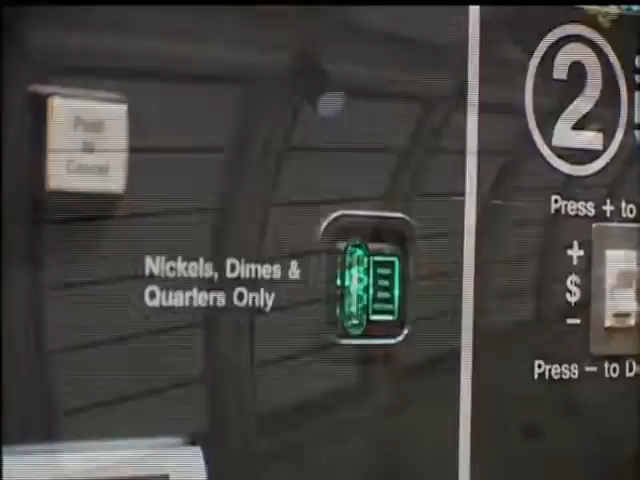 Push
to
Cancel
Nickels, Dimes &
Quarters Only
2
Press + to
+
$
−
Press − to D